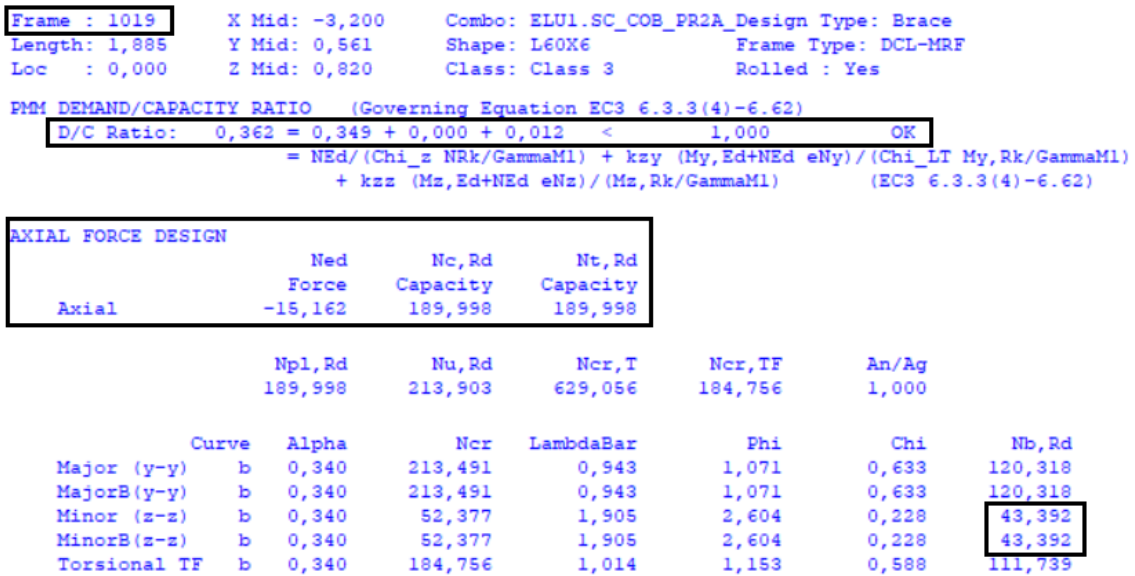 Frame : 1019 X Mid: -3,200 Combo: ELU1.SC_COB_PR2A_Design Type: Brace
Length: 1,885 Y Mid: 0,561 Shape: L60X6 Frame Type: DCL-MRF
Loc : 0,000 Z Mid: 0,820 Class: Class 3 Rolled : Yes
PMM DEMAND/CAPACITY RATIO (Governing Equation EC3 6.3.3(4)-6.62)
D/C Ratio: 0,362 = 0,349 + 0,000 + 0,012 < 1,000 OK
= NEd/(Chi_z NRk/GammaM1) + kzy (My,Ed+NEd eNy)/(Chi_LT My,Rk/GammaM1)
+ kzz (Mz,Ed+NEd eNz)/(Mz,Rk/GammaM1) (EC3 6.3.3(4)-6.62)
AXIAL FORCE DESIGN
Ned Nc,Rd Nt,Rd
Force Capacity Capacity
Axial -15,162 189,998 189,998
Npl,Rd Nu,Rd Ncr,T Ncr,TF An/Ag
189,998 213,903 629,056 184,756 1,000
Curve Alpha Ncr LambdaBar Phi Chi Nb,Rd
Major (y-y) b 0,340 213,491 0,943 1,071 0,633 120,318
MajorB(y-y) b 0,340 213,491 0,943 1,071 0,633 120,318
Minor (z-z) b 0,340 52,377 1,905 2,604 0,228 43,392
MinorB(z-z) b 0,340 52,377 1,905 2,604 0,228 43,392
Torsional TF b 0,340 184,756 1,014 1,153 0,588 111,739